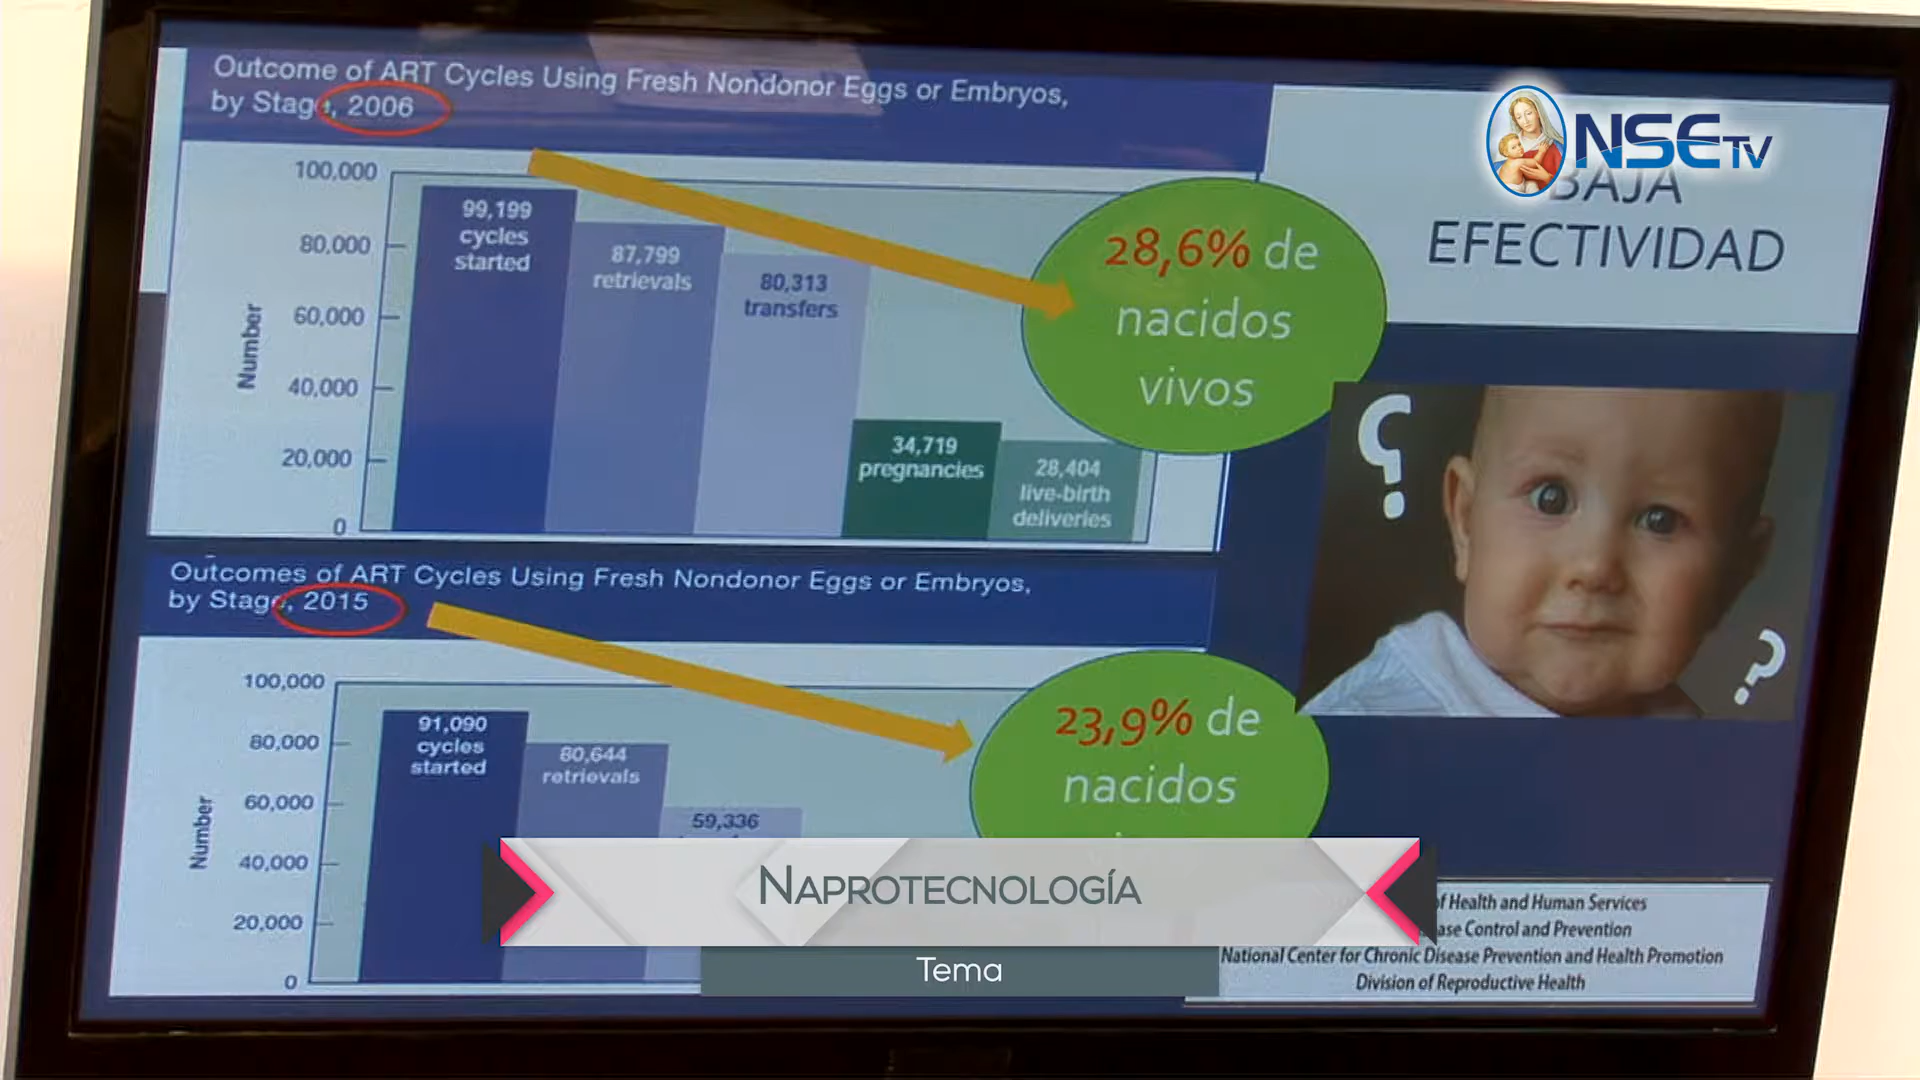 Outcome of ART Cycles Using Fresh Nondonor Eggs or Embryos,
by Stage, 2006
100,000
80,000
60,000
40,000
20,000
0
Number
99,199
cycles
started
87,799
retrievals
80,313
transfers
34,719
pregnancies
28,404
live-birth
deliveries
28,6% de
nacidos
vivos
NSETV
BAJA
EFECTIVIDAD
? ?
Outcomes of ART Cycles Using Fresh Nondonor Eggs or Embryos,
by Stage, 2015
100,000
80,000
60,000
40,000
20,000
0
Number
91,090
cycles
started
80,644
retrievals
59,336
23,9% de
nacidos
of Health and Human Services
Control and Prevention
National Center for Chronic Disease Prevention and Health Promotion
Division of Reproductive Health
NAPROTECNOLOGÍA
Tema